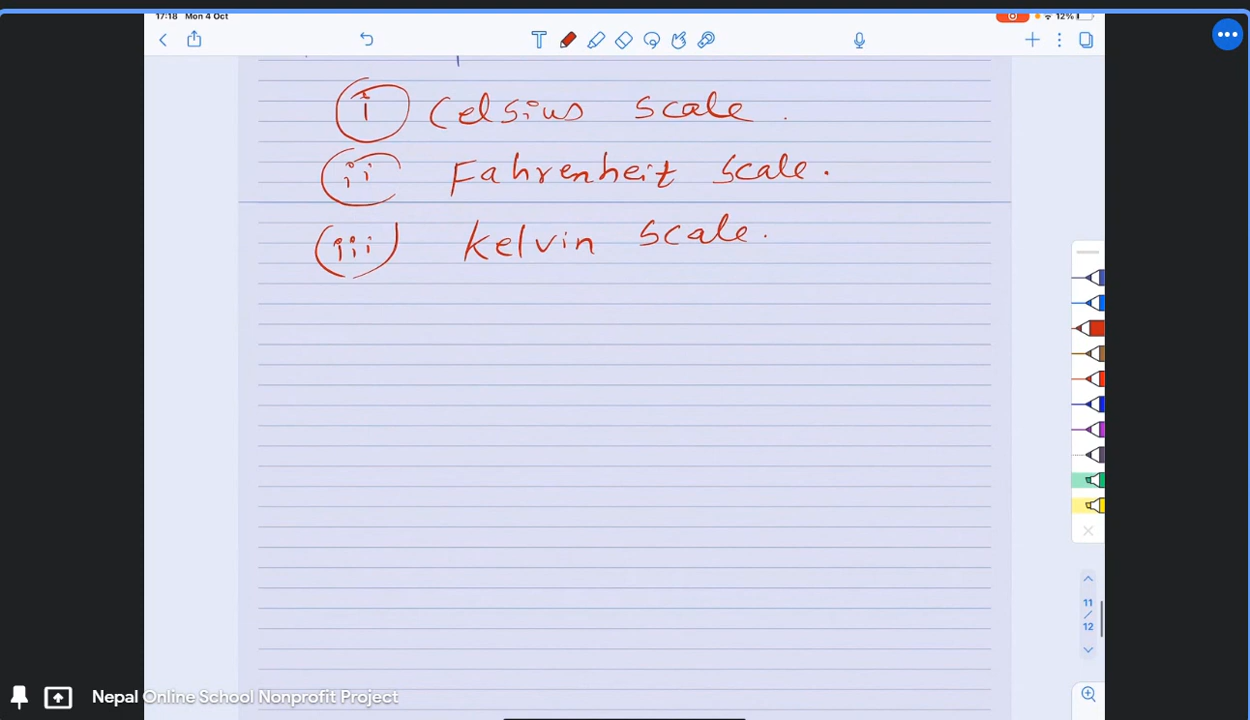 17:18 Mon 4 Oct
12%
T
(i) Celsius scale.
(ii) Fahrenheit scale.
(iii) Kelvin scale.
11
/
12
Nepal Online School Nonprofit Project